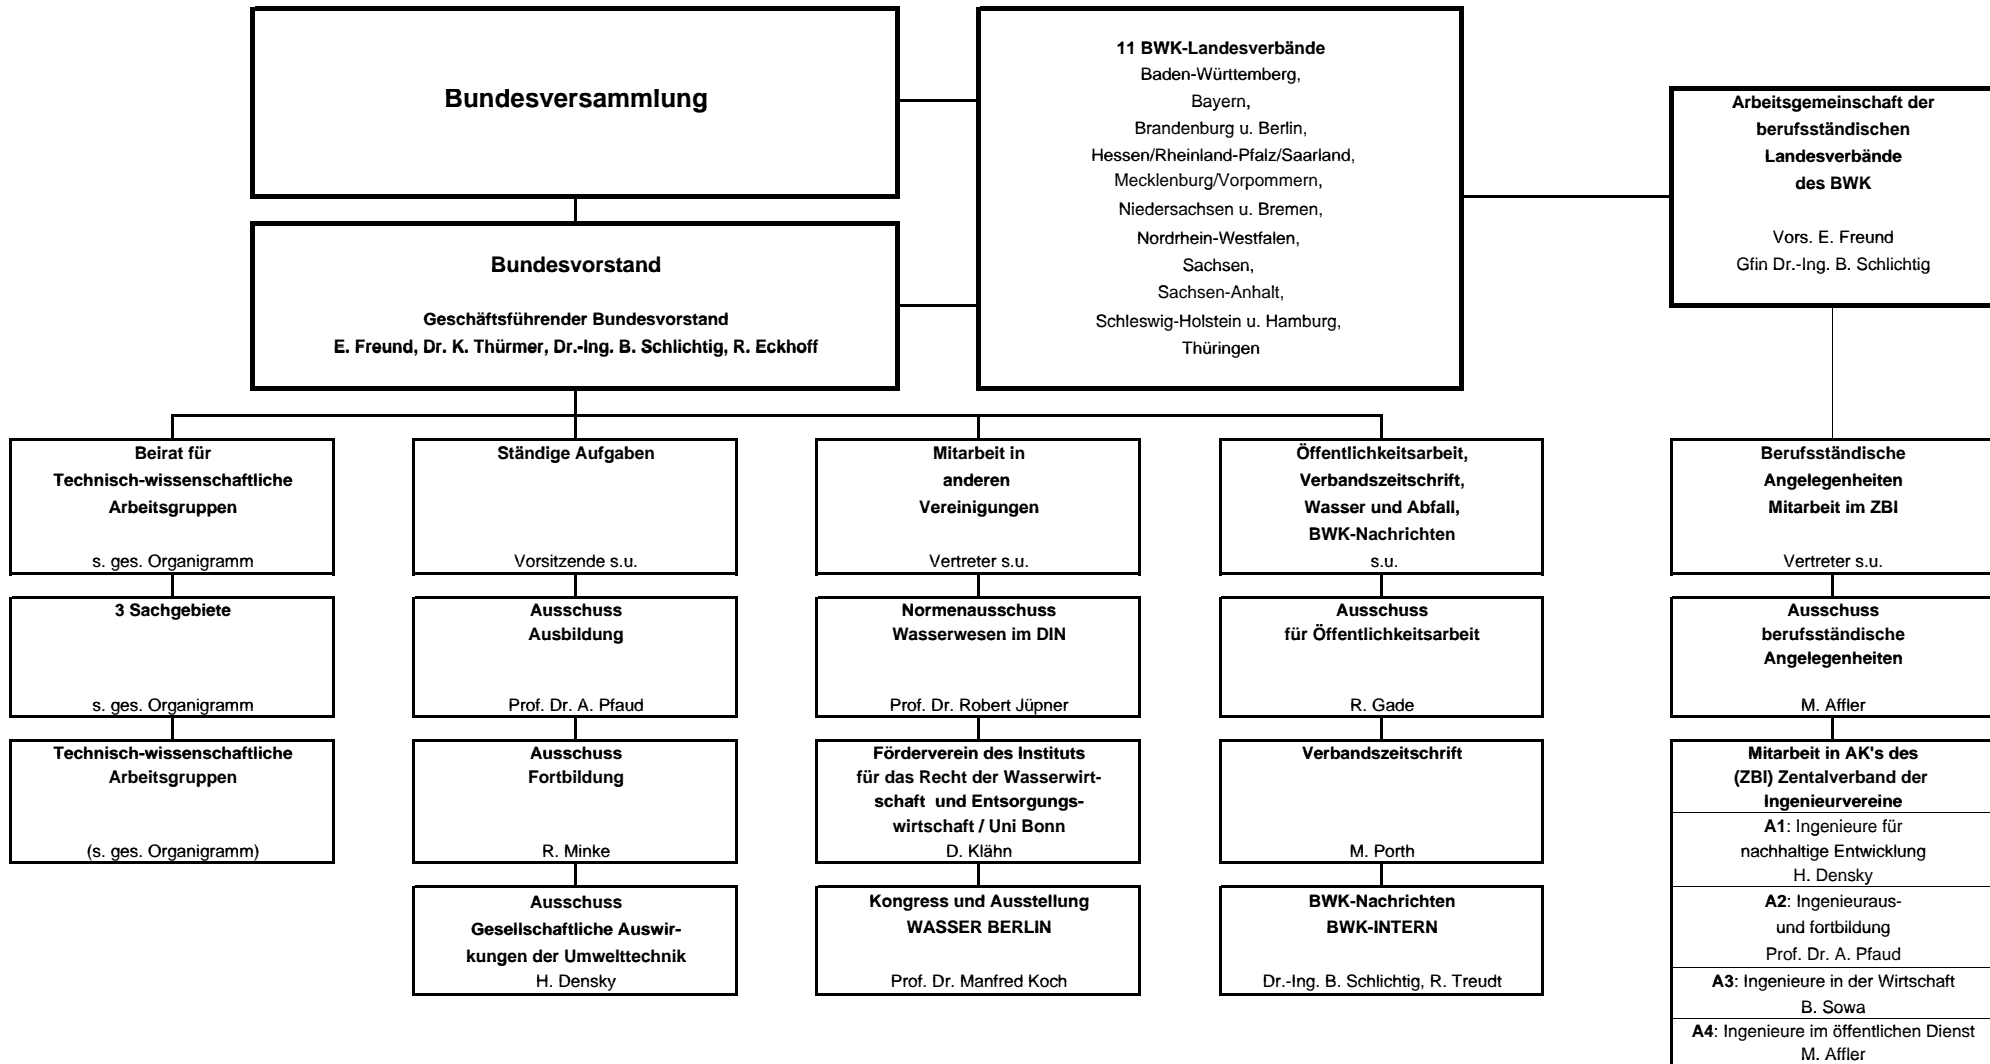 Bundesversammlung
11 BWK-Landesverbände
Baden-Württemberg,
Bayern,
Brandenburg u. Berlin,
Hessen/Rheinland-Pfalz/Saarland,
Mecklenburg/Vorpommern,
Niedersachsen u. Bremen,
Nordrhein-Westfalen,
Sachsen,
Sachsen-Anhalt,
Schleswig-Holstein u. Hamburg,
Thüringen
Arbeitsgemeinschaft der
berufsständischen
Landesverbände
des BWK
Vors. E. Freund
Gfin Dr.-Ing. B. Schlichtig
Bundesvorstand
Geschäftsführender Bundesvorstand
E. Freund, Dr. K. Thürmer, Dr.-Ing. B. Schlichtig, R. Eckhoff
Beirat für
Technisch-wissenschaftliche
Arbeitsgruppen
s. ges. Organigramm
3 Sachgebiete
s. ges. Organigramm
Technisch-wissenschaftliche
Arbeitsgruppen
(s. ges. Organigramm)
Ständige Aufgaben
Vorsitzende s.u.
Ausschuss
Ausbildung
Prof. Dr. A. Pfaud
Ausschuss
Fortbildung
R. Minke
Ausschuss
Gesellschaftliche Auswir-
kungen der Umwelttechnik
H. Densky
Mitarbeit in
anderen
Vereinigungen
Vertreter s.u.
Normenausschuss
Wasserwesen im DIN
Prof. Dr. Robert Jüpner
Förderverein des Instituts
für das Recht der Wasserwirt-
schaft und Entsorgungs-
wirtschaft / Uni Bonn
D. Klähn
Kongress und Ausstellung
WASSER BERLIN
Prof. Dr. Manfred Koch
Öffentlichkeitsarbeit,
Verbandszeitschrift,
Wasser und Abfall,
BWK-Nachrichten
s.u.
Ausschuss
für Öffentlichkeitsarbeit
R. Gade
Verbandszeitschrift
M. Porth
BWK-Nachrichten
BWK-INTERN
Dr.-Ing. B. Schlichtig, R. Treudt
Berufsständische
Angelegenheiten
Mitarbeit im ZBI
Vertreter s.u.
Ausschuss
berufsständische
Angelegenheiten
M. Affler
Mitarbeit in AK's des
(ZBI) Zentalverband der
Ingenieurvereine
A1: Ingenieure für
nachhaltige Entwicklung
H. Densky
A2: Ingenieuraus-
und fortbildung
Prof. Dr. A. Pfaud
A3: Ingenieure in der Wirtschaft
B. Sowa
A4: Ingenieure im öffentlichen Dienst
M. Affler